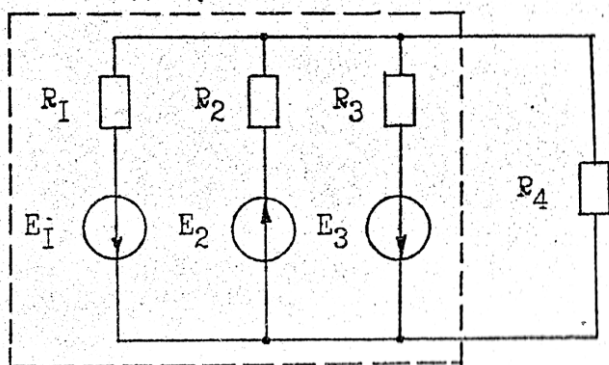 R₁ R₂ R₃
R₄
E₁ E₂ E₃